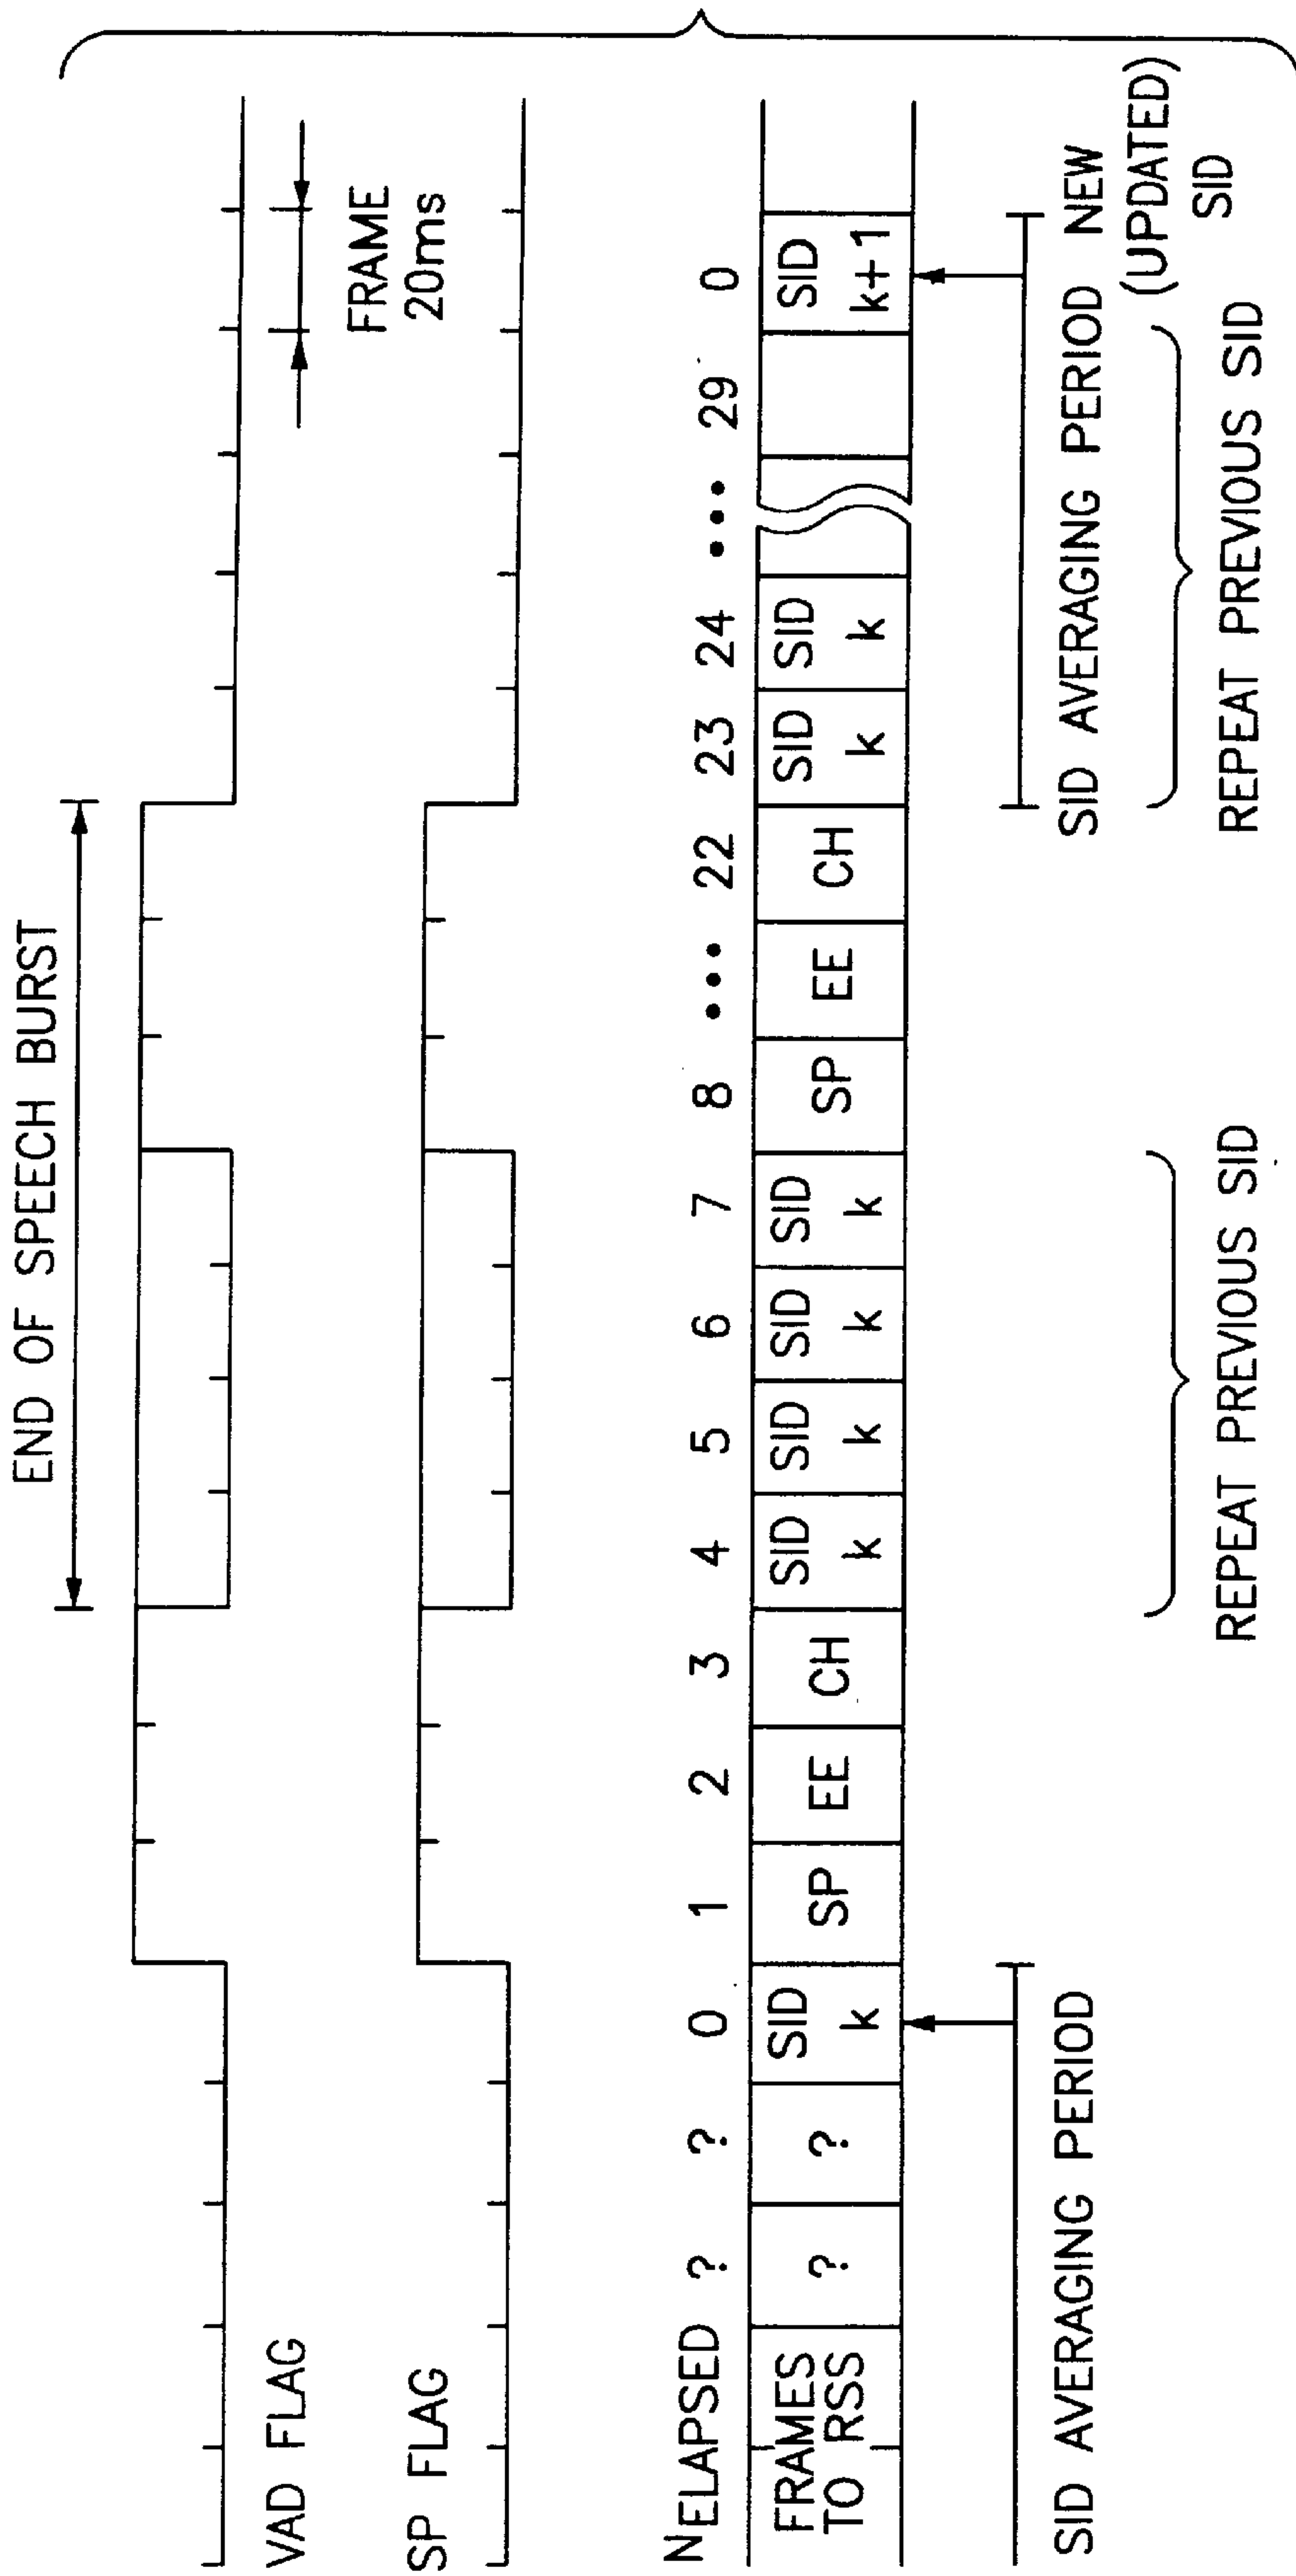 END OF SPEECH BURST
VAD FLAG
FRAME
20ms
SP FLAG
NELAPSED ? ? 0 1 2 3 4 5 6 7 8 ••• 22 23 24 ••• 29 0
FRAMES
TO RSS
?
?
SID
k
SP
EE
CH
SID
k
SID
k
SID
k
SID
k
SP
EE
CH
SID
k
SID
k
SID
k+1
SID AVERAGING PERIOD
REPEAT PREVIOUS SID
SID AVERAGING PERIOD
NEW
(UPDATED)
SID
REPEAT PREVIOUS SID